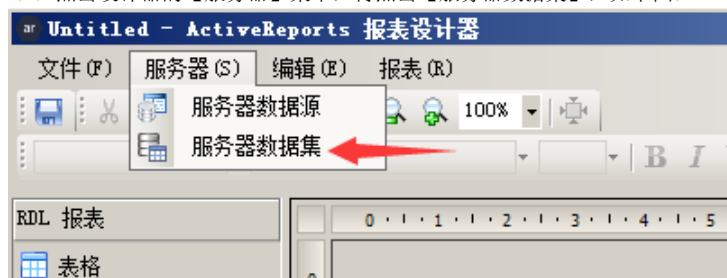 ar Untitled - ActiveReports 报表设计器
文件(F) 服务器(S) 编辑(E) 报表(R)
服务器数据源
100%
服务器数据集
B I
RDL 报表
0 1 2 3 4 5
表格
0